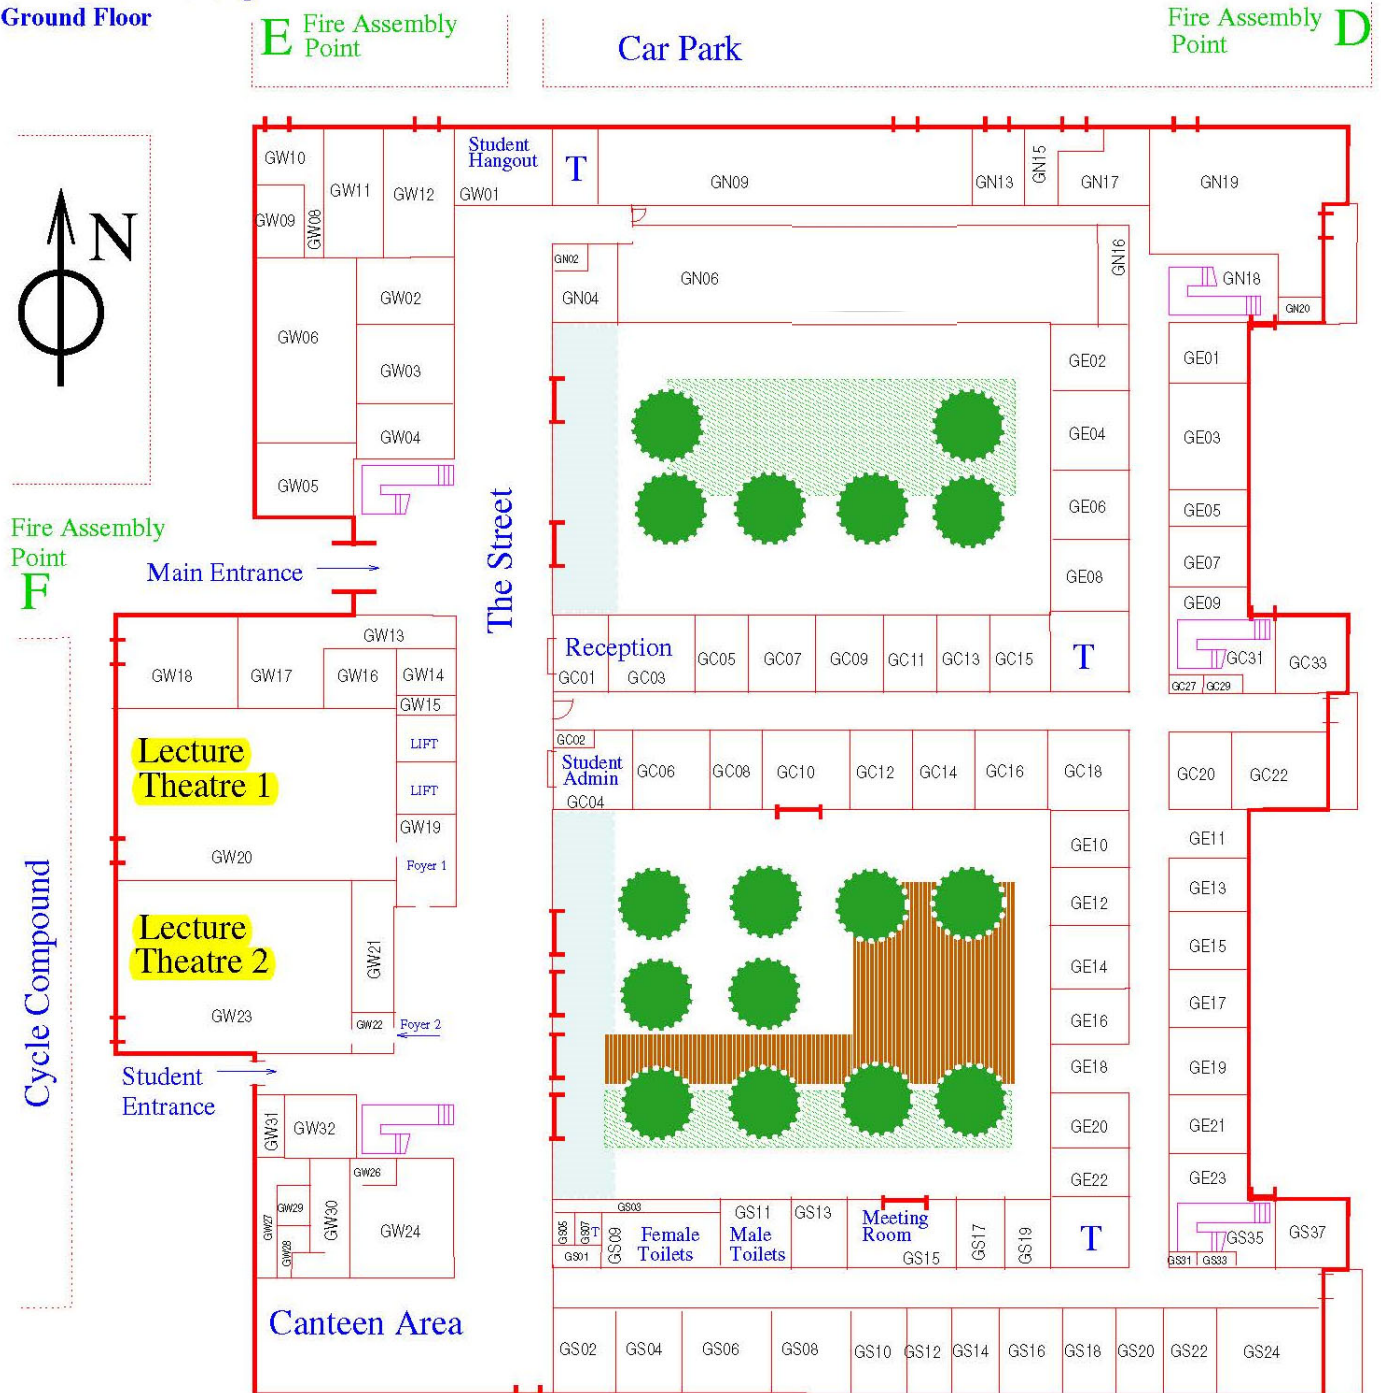 Ground Floor
E Fire Assembly
Point
Car Park
Fire Assembly D
Point
N
GW10
GW09
GW08
GW11
GW12
Student
Hangout
GW01
T
GN09
GN13
GN15
GN17
GN19
GN02
GN04
GN06
GN16
GN18
GN20
GW02
GW06
GW03
GW04
GW05
GE02
GE04
GE06
GE08
GE01
GE03
GE05
GE07
GE09
Fire Assembly
Point
F
Main Entrance
The Street
GW13
GW18
GW17
GW16
GW14
GW15
Reception
GC01
GC03
GC05
GC07
GC09
GC11
GC13
GC15
T
GC31
GC33
GC27
GC29
Lecture
Theatre 1
LIFT
LIFT
GW19
GW20
Foyer 1
GC02
Student
Admin
GC04
GC06
GC08
GC10
GC12
GC14
GC16
GC18
GC20
GC22
Cycle Compound
Lecture
Theatre 2
GW21
GW23
GW22
Foyer 2
GE10
GE12
GE14
GE16
GE18
GE20
GE22
GE11
GE13
GE15
GE17
GE19
GE21
GE23
Student
Entrance
GW31
GW32
GW26
GW27
GW29
GW28
GW30
GW24
GS03
GS05
GS07
T
GS01
GS09
Female
Toilets
GS11
Male
Toilets
GS13
Meeting
Room
GS15
GS17
GS19
T
GS35
GS37
GS31
GS33
Canteen Area
GS02
GS04
GS06
GS08
GS10
GS12
GS14
GS16
GS18
GS20
GS22
GS24